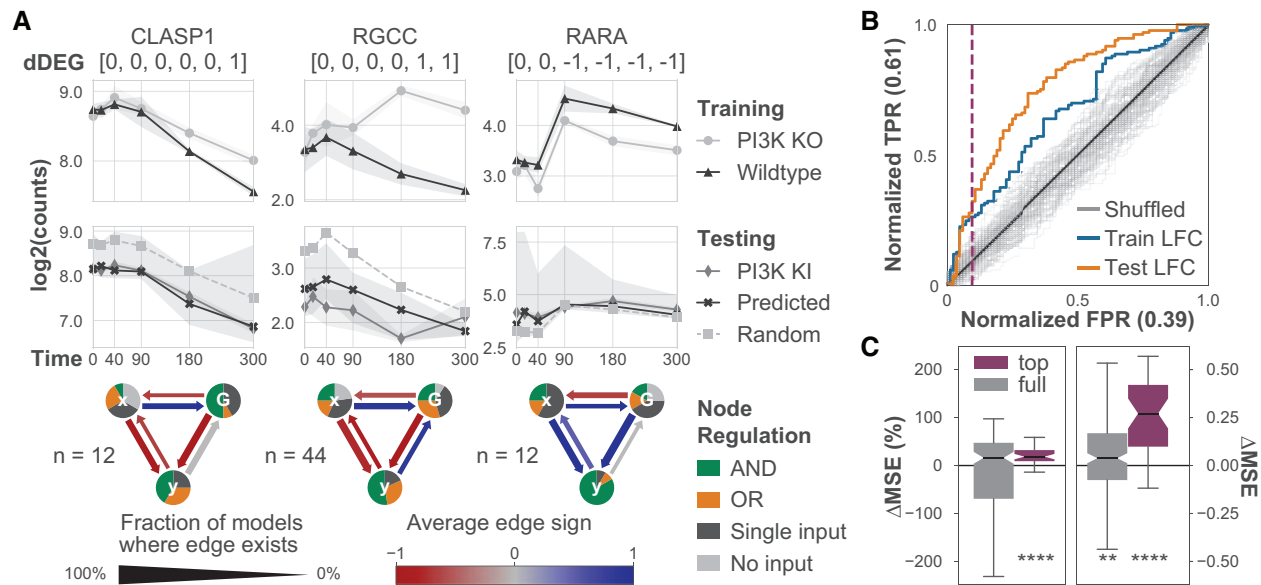 A
CLASP1
RGCC
RARA
dDEG
[0, 0, 0, 0, 0, 1]
[0, 0, 0, 0, 1, 1]
[0, 0, -1, -1, -1, -1]
log2(counts)
9.0
8.0
4.0
2.0
4.0
3.0
Training
PI3K KO
Wildtype
9.0
8.0
7.0
3.0
2.0
7.5
5.0
2.5
Testing
PI3K KI
Predicted
Random
Time
0 40 90 180 300
0 40 90 180 300
0 40 90 180 300
x G y
n = 12
x G y
n = 44
x G y
n = 12
Node
Regulation
AND
OR
Single input
No input
Fraction of models
where edge exists
100%
0%
Average edge sign
−1 0 1
B
Normalized TPR (0.61)
1.0
0.5
0
Shuffled
Train LFC
Test LFC
0 0.5 1.0
Normalized FPR (0.39)
C
ΔMSE (%)
200
100
0
−100
−200
top
full
****
** ****
0.50
0.25
0.00
−0.25
−0.50
ΔMSE